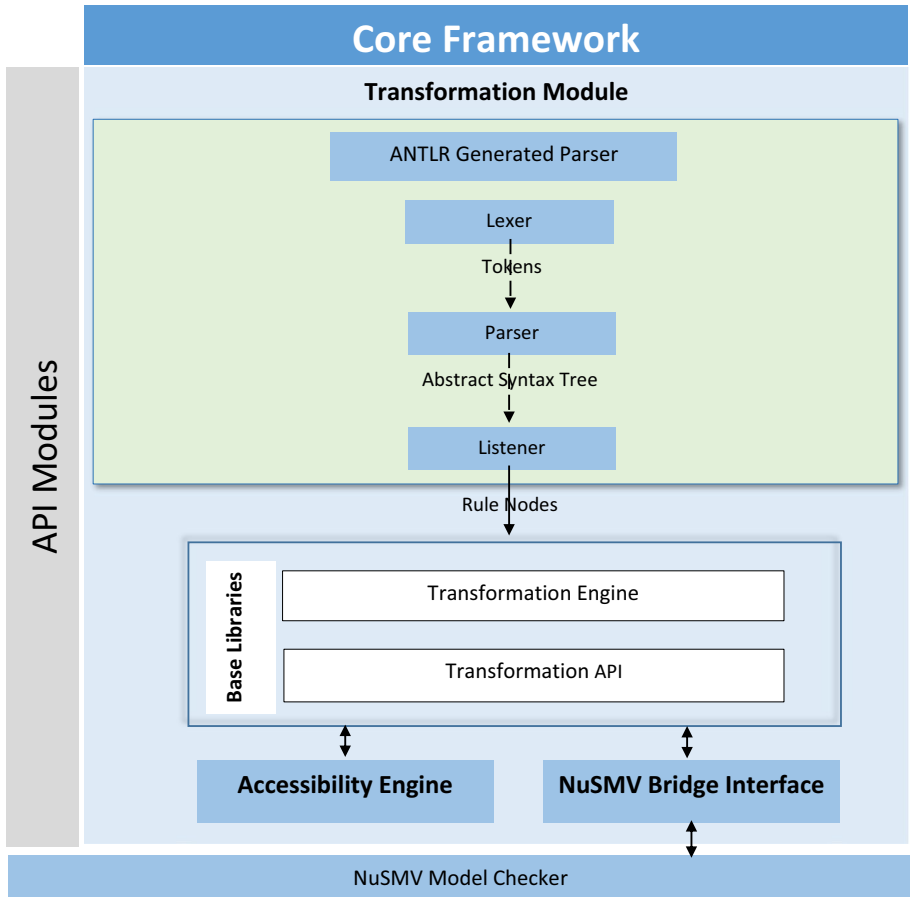 Core Framework
Transformation Module
ANTLR Generated Parser
Lexer
Tokens
Parser
Abstract Syntax Tree
Listener
Rule Nodes
API Modules
Base Libraries
Transformation Engine
Transformation API
Accessibility Engine
NuSMV Bridge Interface
NuSMV Model Checker